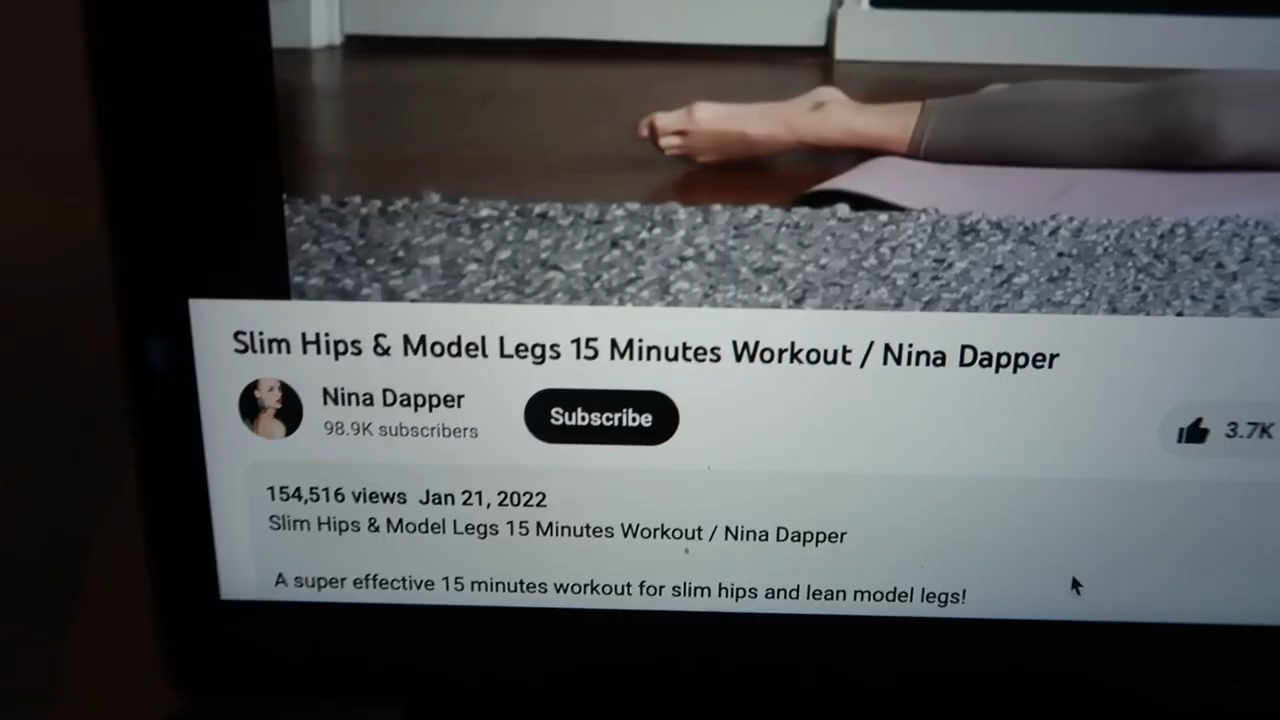 Slim Hips & Model Legs 15 Minutes Workout / Nina Dapper
Nina Dapper
98.9K subscribers
Subscribe
3.7K
154,516 views Jan 21, 2022
Slim Hips & Model Legs 15 Minutes Workout / Nina Dapper
A super effective 15 minutes workout for slim hips and lean model legs!